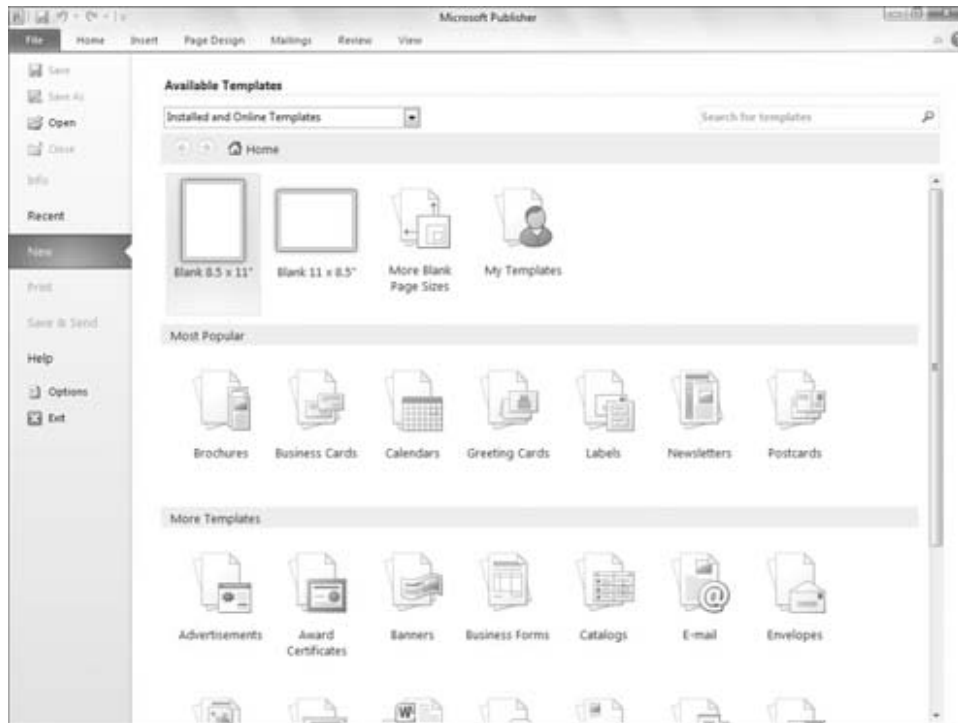 Microsoft Publisher
File Home Insert Page Design Mailings Review View
Save
Save As
Open
Close
Info
Recent
New
Print
Save & Send
Help
Options
Exit
Available Templates
Installed and Online Templates
Search for templates
Home
Blank 8.5 x 11"
Blank 11 x 8.5"
More Blank
Page Sizes
My Templates
Most Popular
Brochures
Business Cards
Calendars
Greeting Cards
Labels
Newsletters
Postcards
More Templates
Advertisements
Award
Certificates
Banners
Business Forms
Catalogs
E-mail
Envelopes